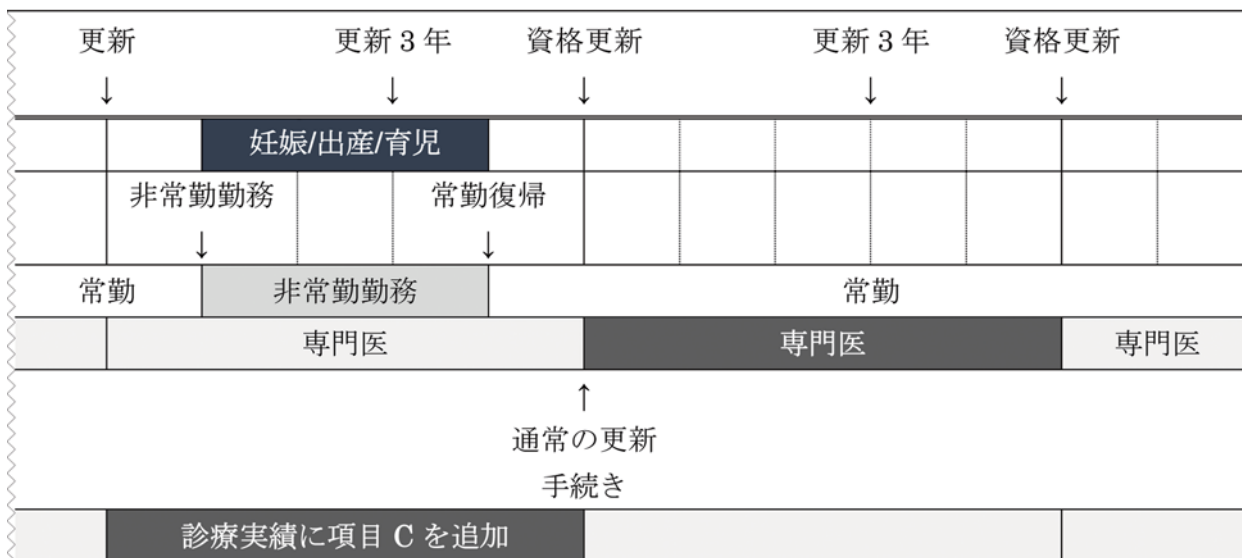 更新 更新 3 年 資格更新 更新 3 年 資格更新
↓ ↓ ↓ ↓ ↓
妊娠/出産/育児
非常勤勤務 常勤復帰
↓ ↓
常勤 非常勤勤務 常勤
専門医 専門医 専門医
↑
通常の更新
手続き
診療実績に項目 C を追加